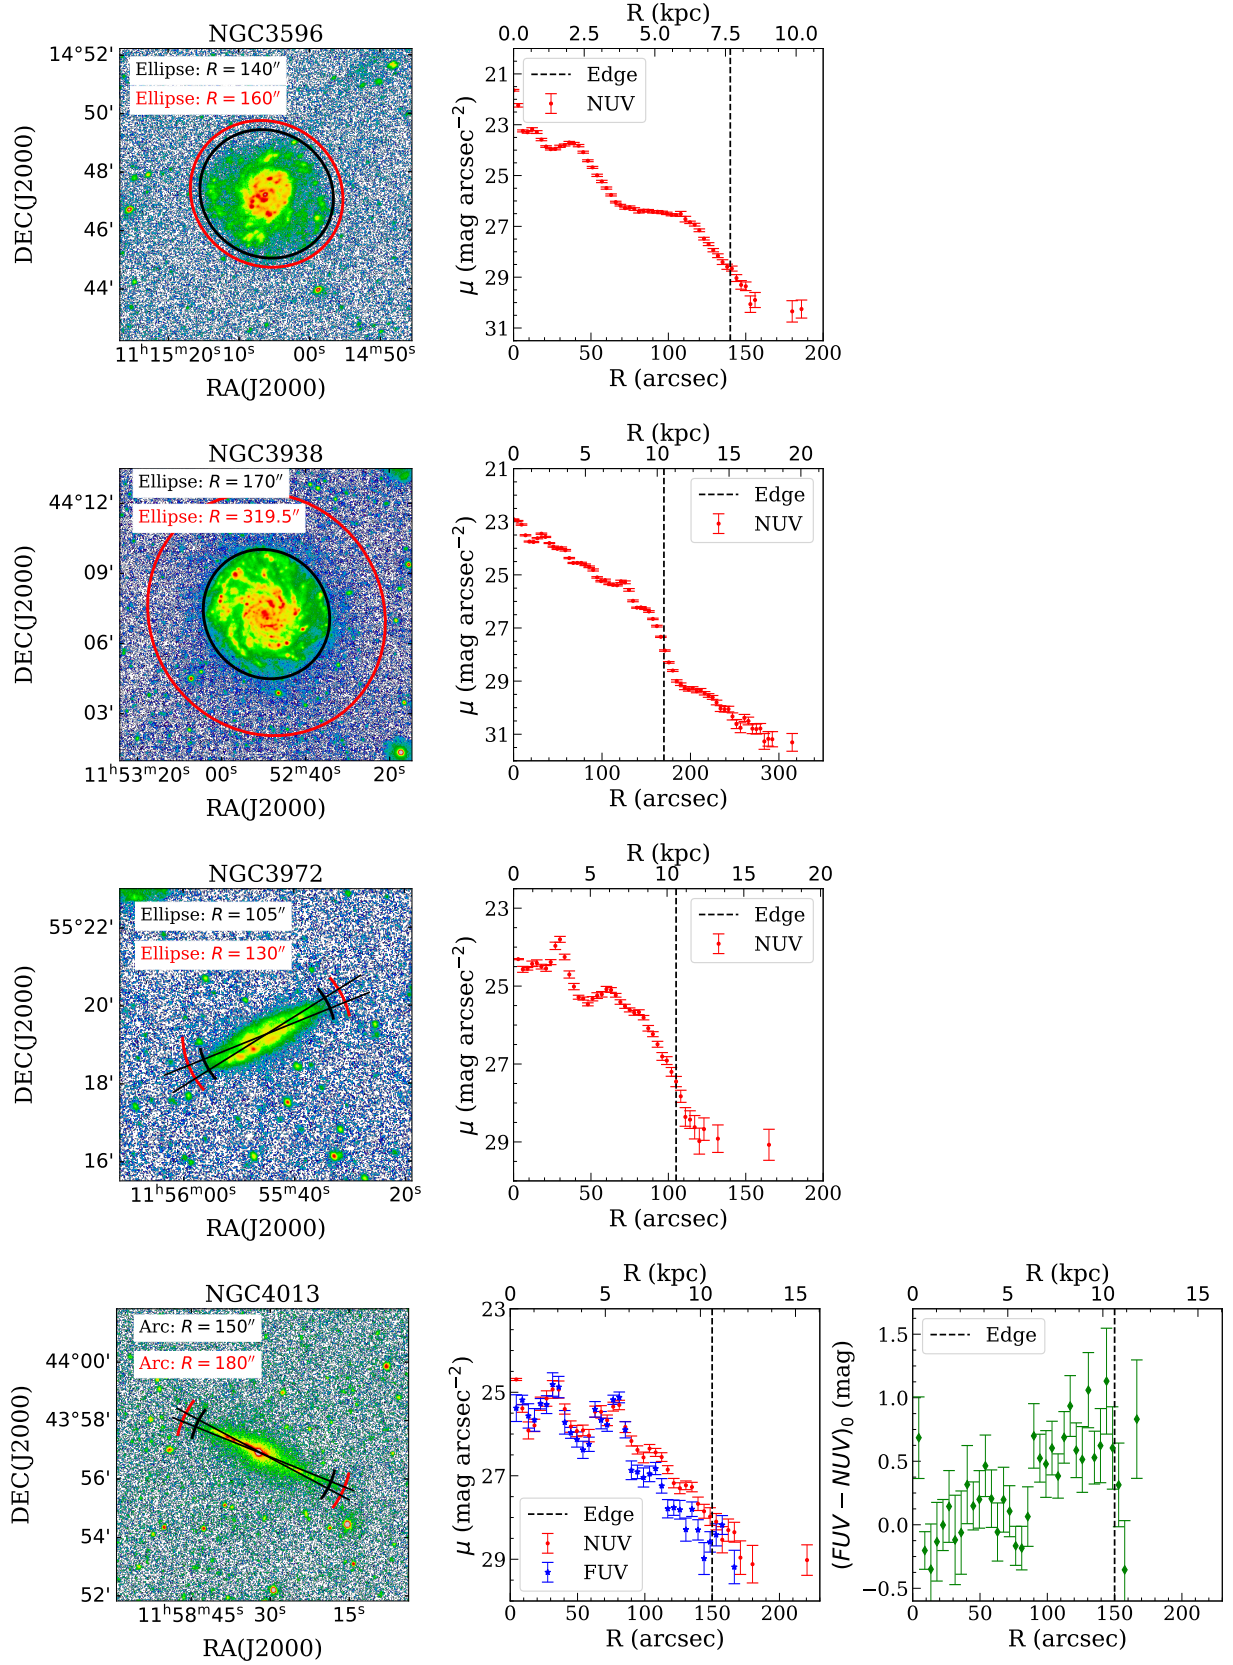 NGC3596
Ellipse: R = 140″
Ellipse: R = 160″
14°52'
50'
48'
46'
44'
DEC(J2000)
11ʰ15ᵐ20ˢ10ˢ 00ˢ 14ᵐ50ˢ
RA(J2000)
R (kpc)
0.0 2.5 5.0 7.5 10.0
Edge
NUV
21
23
25
27
29
31
μ (mag arcsec⁻²)
0 50 100 150 200
R (arcsec)
NGC3938
Ellipse: R = 170″
Ellipse: R = 319.5″
44°12'
09'
06'
03'
DEC(J2000)
11ʰ53ᵐ20ˢ 00ˢ 52ᵐ40ˢ 20ˢ
RA(J2000)
R (kpc)
0 5 10 15 20
Edge
NUV
21
23
25
27
29
31
μ (mag arcsec⁻²)
0 100 200 300
R (arcsec)
NGC3972
Ellipse: R = 105″
Ellipse: R = 130″
55°22'
20'
18'
16'
DEC(J2000)
11ʰ56ᵐ00ˢ 55ᵐ40ˢ 20ˢ
RA(J2000)
R (kpc)
0 5 10 15 20
Edge
NUV
23
25
27
29
μ (mag arcsec⁻²)
0 50 100 150 200
R (arcsec)
NGC4013
Arc: R = 150″
Arc: R = 180″
44°00'
43°58'
56'
54'
52'
DEC(J2000)
11ʰ58ᵐ45ˢ 30ˢ 15ˢ
RA(J2000)
R (kpc)
0 5 10 15
23
25
27
29
μ (mag arcsec⁻²)
Edge
NUV
FUV
0 50 100 150 200
R (arcsec)
R (kpc)
0 5 10 15
Edge
1.5
1.0
0.5
0.0
−0.5
(FUV − NUV)₀ (mag)
0 50 100 150 200
R (arcsec)